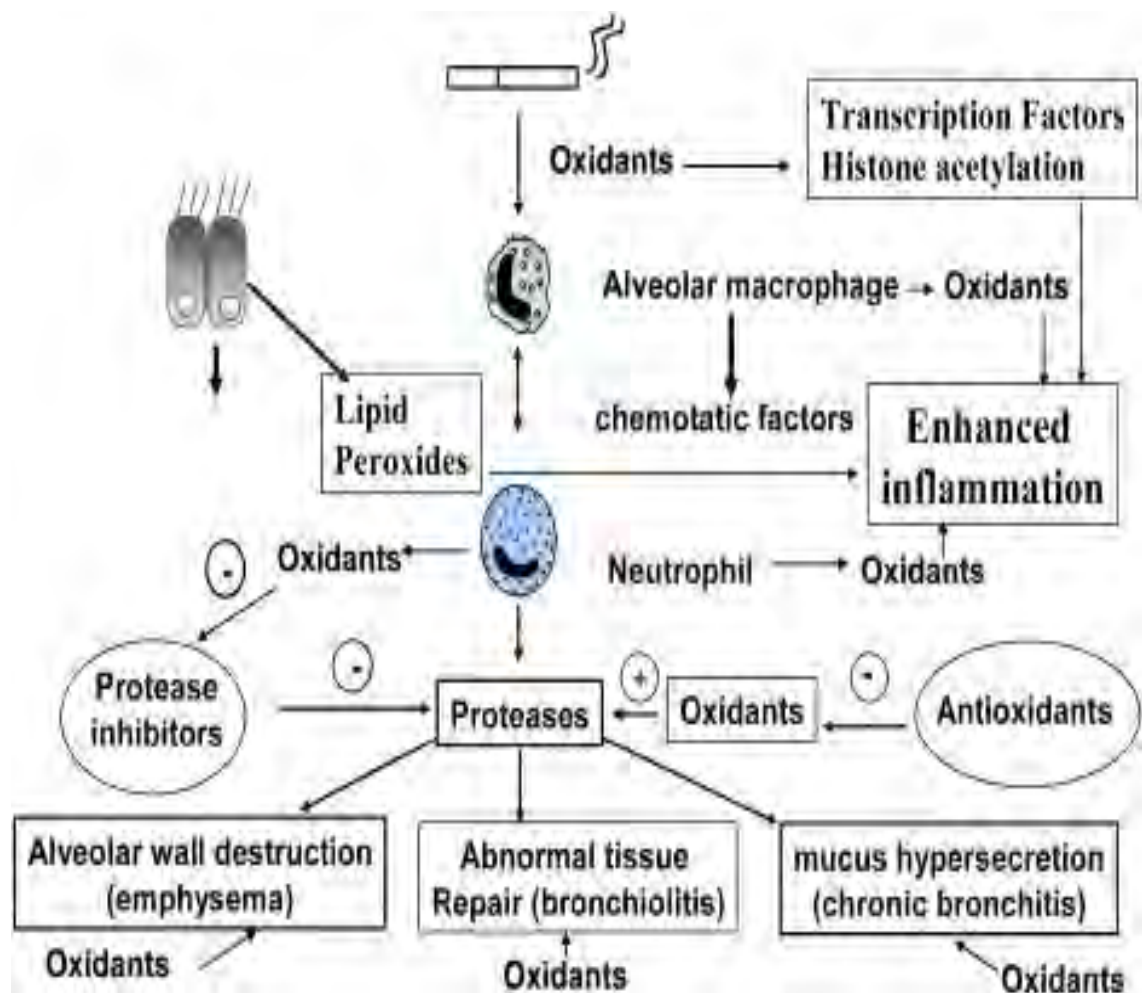 Transcription Factors
Histone acetylation
Oxidants
Alveolar macrophage
Oxidants
Lipid
Peroxides
chemotatic factors
Enhanced
inflammation
Oxidants
-
Neutrophil
Oxidants
Protease
inhibitors
-
Proteases
+
Oxidants
-
Antioxidants
Alveolar wall destruction
(emphysema)
Abnormal tissue
Repair (bronchiolitis)
mucus hypersecretion
(chronic bronchitis)
Oxidants
Oxidants
Oxidants